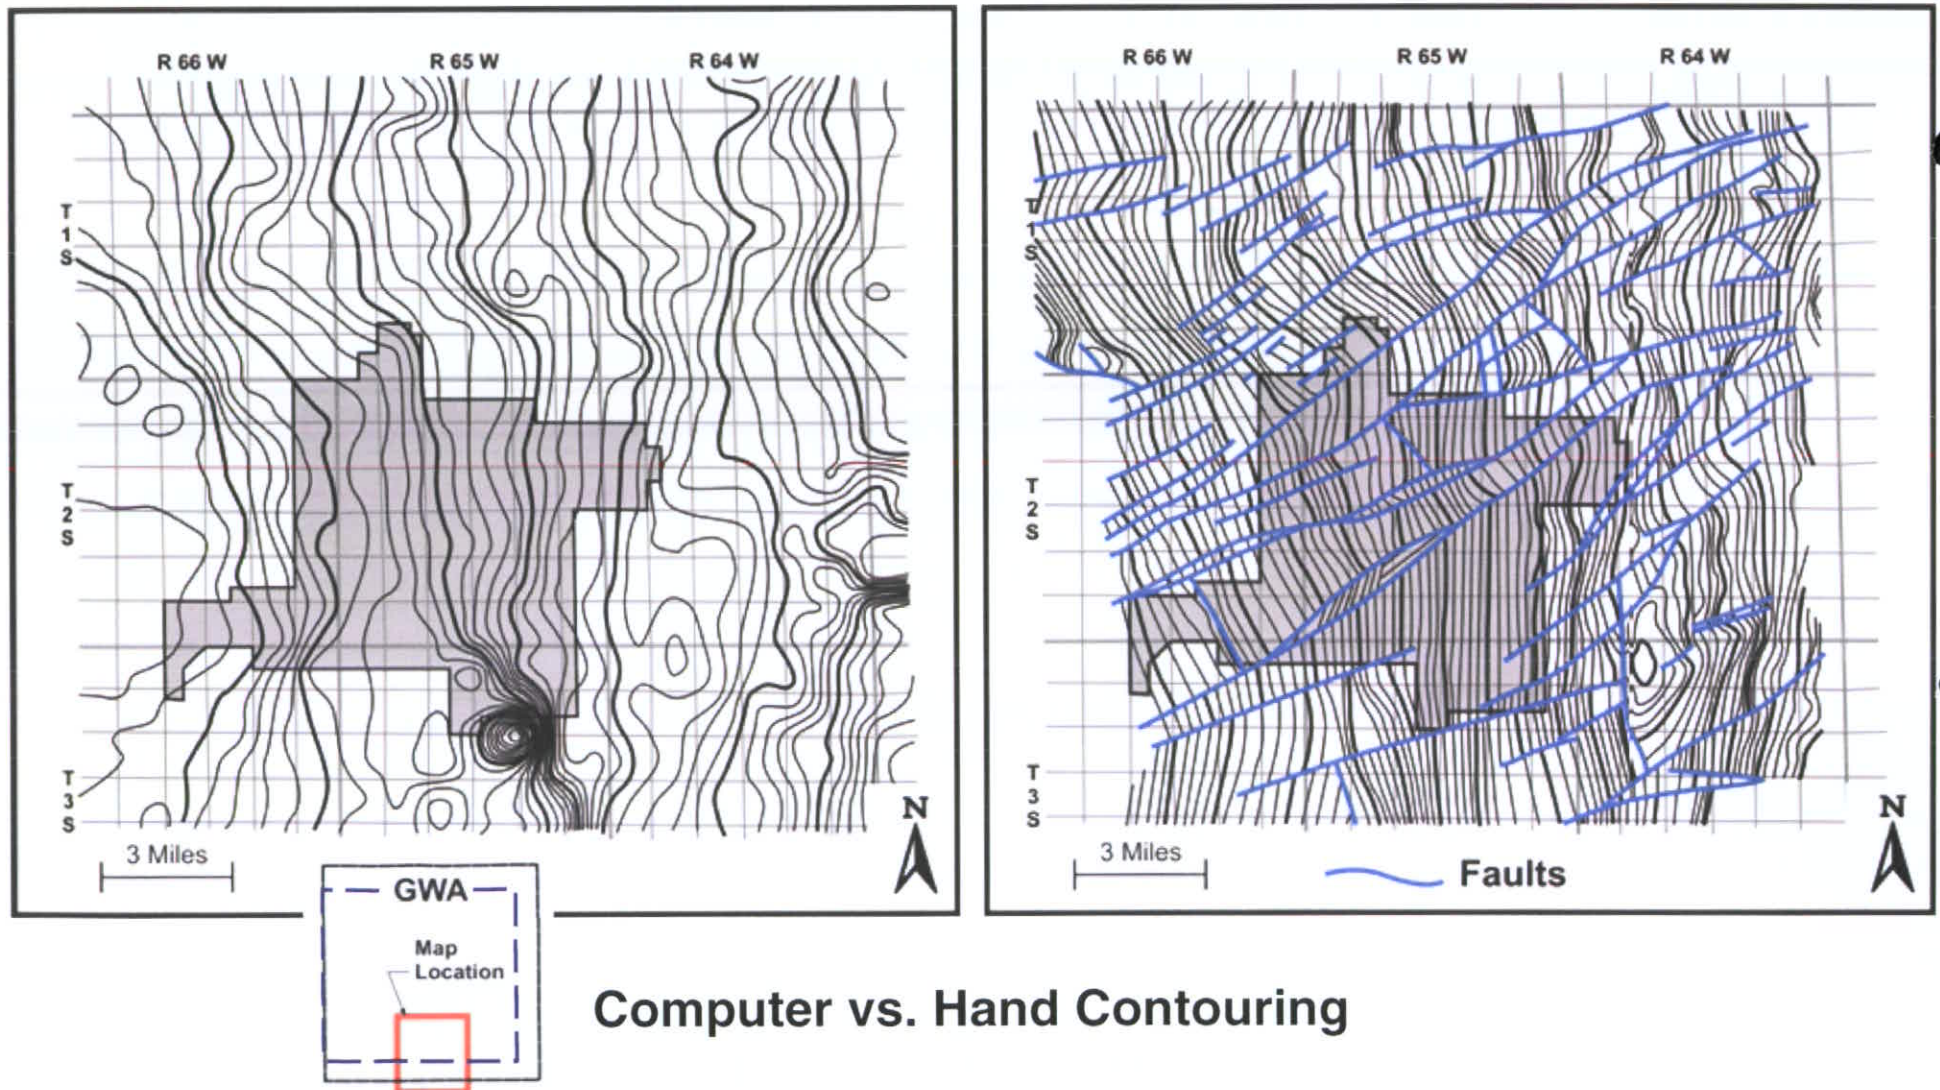 R 66 W R 65 W R 64 W
T
1
S
T
2
S
T
3
S
3 Miles
N
R 66 W R 65 W R 64 W
T
1
S
T
2
S
T
3
S
3 Miles
Faults
N
GWA
Map
Location
Computer vs. Hand Contouring